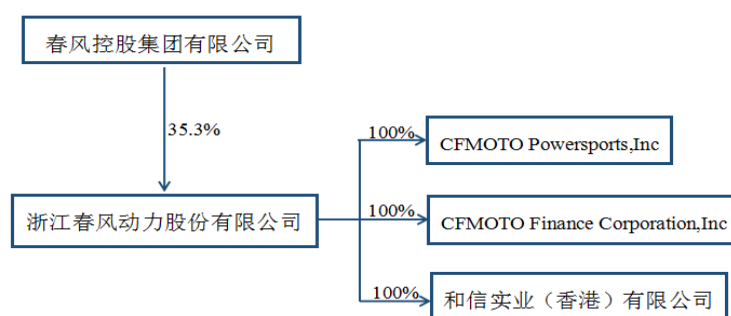 春风控股集团有限公司
35.3%
100%
CFMOTO Powersports,Inc
浙江春风动力股份有限公司
100%
CFMOTO Finance Corporation,Inc
100%
和信实业（香港）有限公司